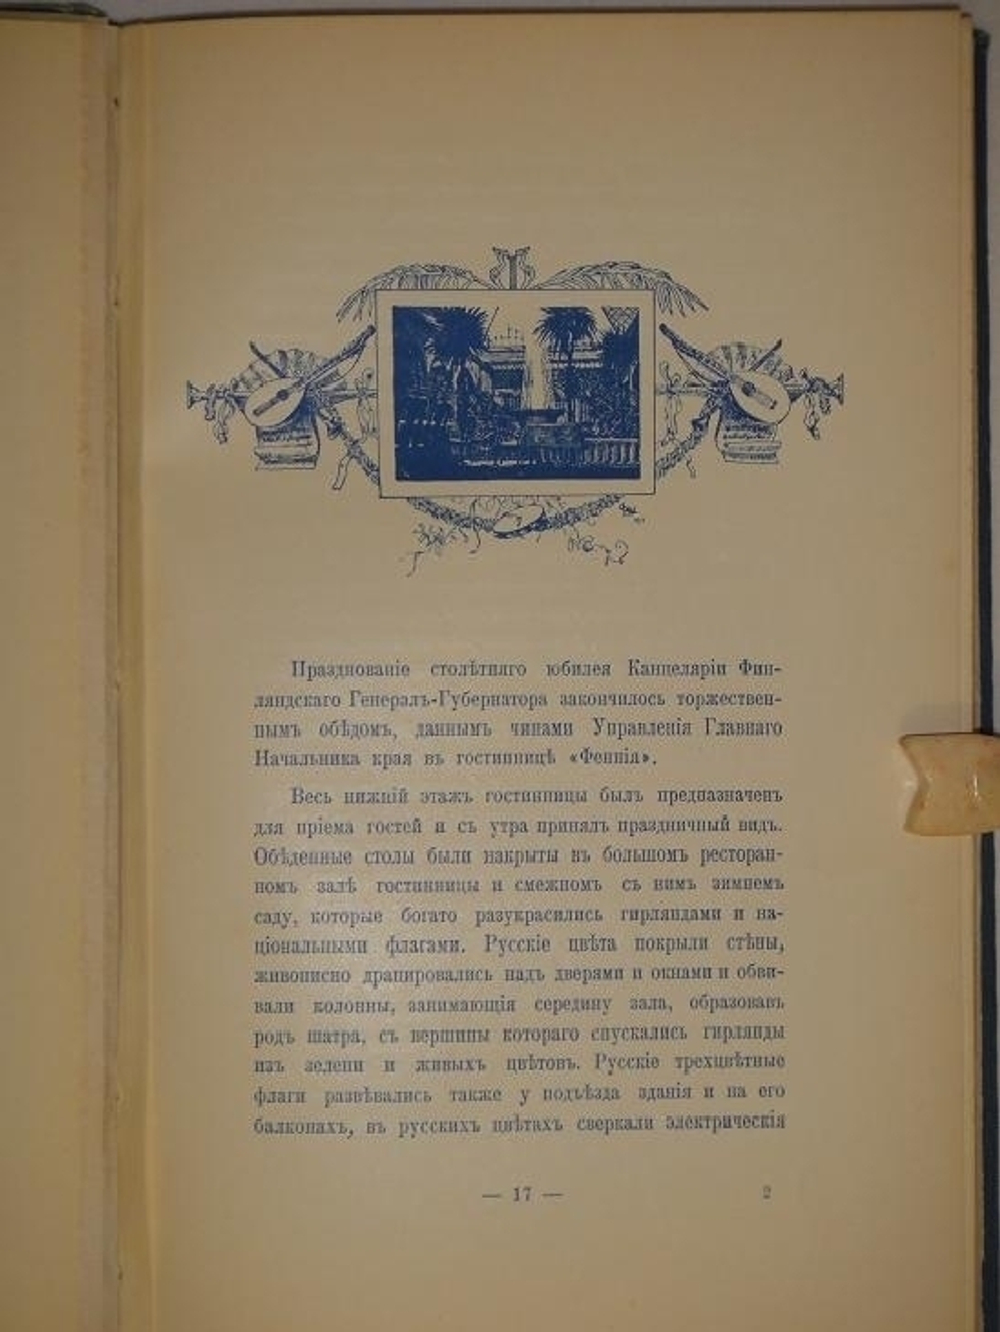 Празднованіе столѣтняго юбилея Канцеляріи Фин-
ляндскаго Генералъ-Губернатора закончилось торжествен-
нымъ обѣдомъ, даннымъ чинами Управленія Главнаго
Начальника края въ гостинницѣ «Феннія».
Весь нижній этажъ гостинницы былъ предназначенъ
для пріема гостей и съ утра принялъ праздничный видъ.
Обѣденные столы были накрыты въ большомъ ресторан-
номъ залѣ гостинницы и смежномъ съ нимъ зимнемъ
саду, которые богато разукрасились гирляндами и на-
ціональными флагами. Русскіе цвѣта покрыли стѣны,
живописно драпировались надъ дверями и окнами и обви-
вали колонны, занимающія середину зала, образовавъ
родъ шатра, съ вершины котораго спускались гирлянды
изъ зелени и живыхъ цвѣтовъ. Русскіе трехцвѣтные
флаги развѣвались также у подъѣзда зданія и на его
балконахъ, въ русскихъ цвѣтахъ сверкали электрическія
— 17 —
2